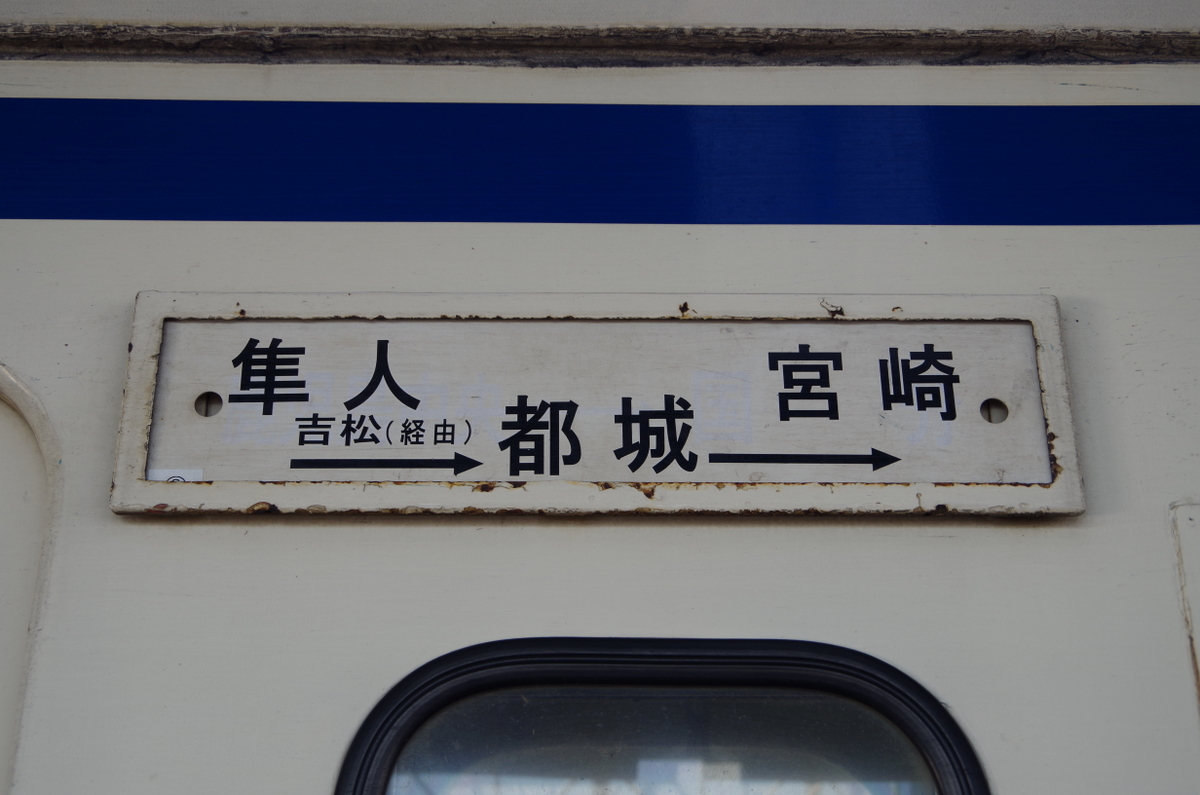 隼人
吉松(経由)
→
都城
→
宮崎